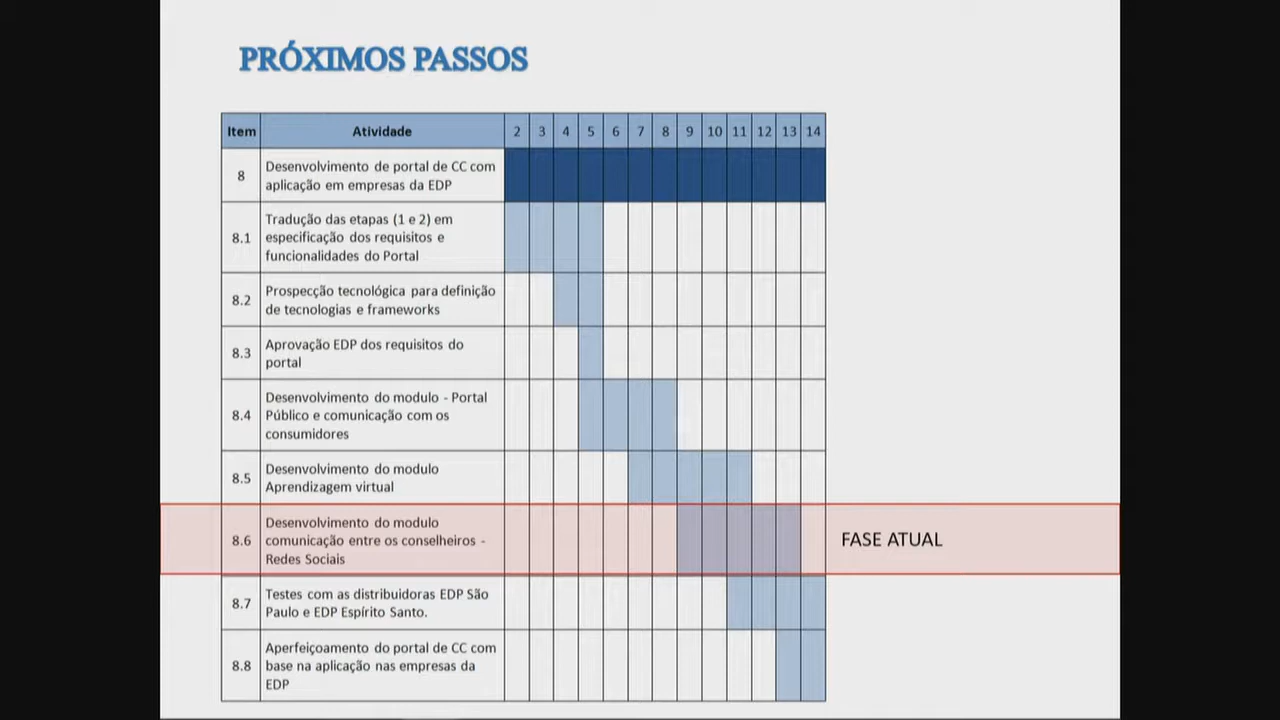 PRÓXIMOS PASSOS
Item Atividade 2 3 4 5 6 7 8 9 10 11 12 13 14
8 Desenvolvimento de portal de CC com
aplicação em empresas da EDP
8.1 Tradução das etapas (1 e 2) em
especificação dos requisitos e
funcionalidades do Portal
8.2 Prospecção tecnológica para definição
de tecnologias e frameworks
8.3 Aprovação EDP dos requisitos do
portal
8.4 Desenvolvimento do modulo - Portal
Público e comunicação com os
consumidores
8.5 Desenvolvimento do modulo
Aprendizagem virtual
8.6 Desenvolvimento do modulo
comunicação entre os conselheiros -
Redes Sociais
FASE ATUAL
8.7 Testes com as distribuidoras EDP São
Paulo e EDP Espírito Santo.
8.8 Aperfeiçoamento do portal de CC com
base na aplicação nas empresas da
EDP